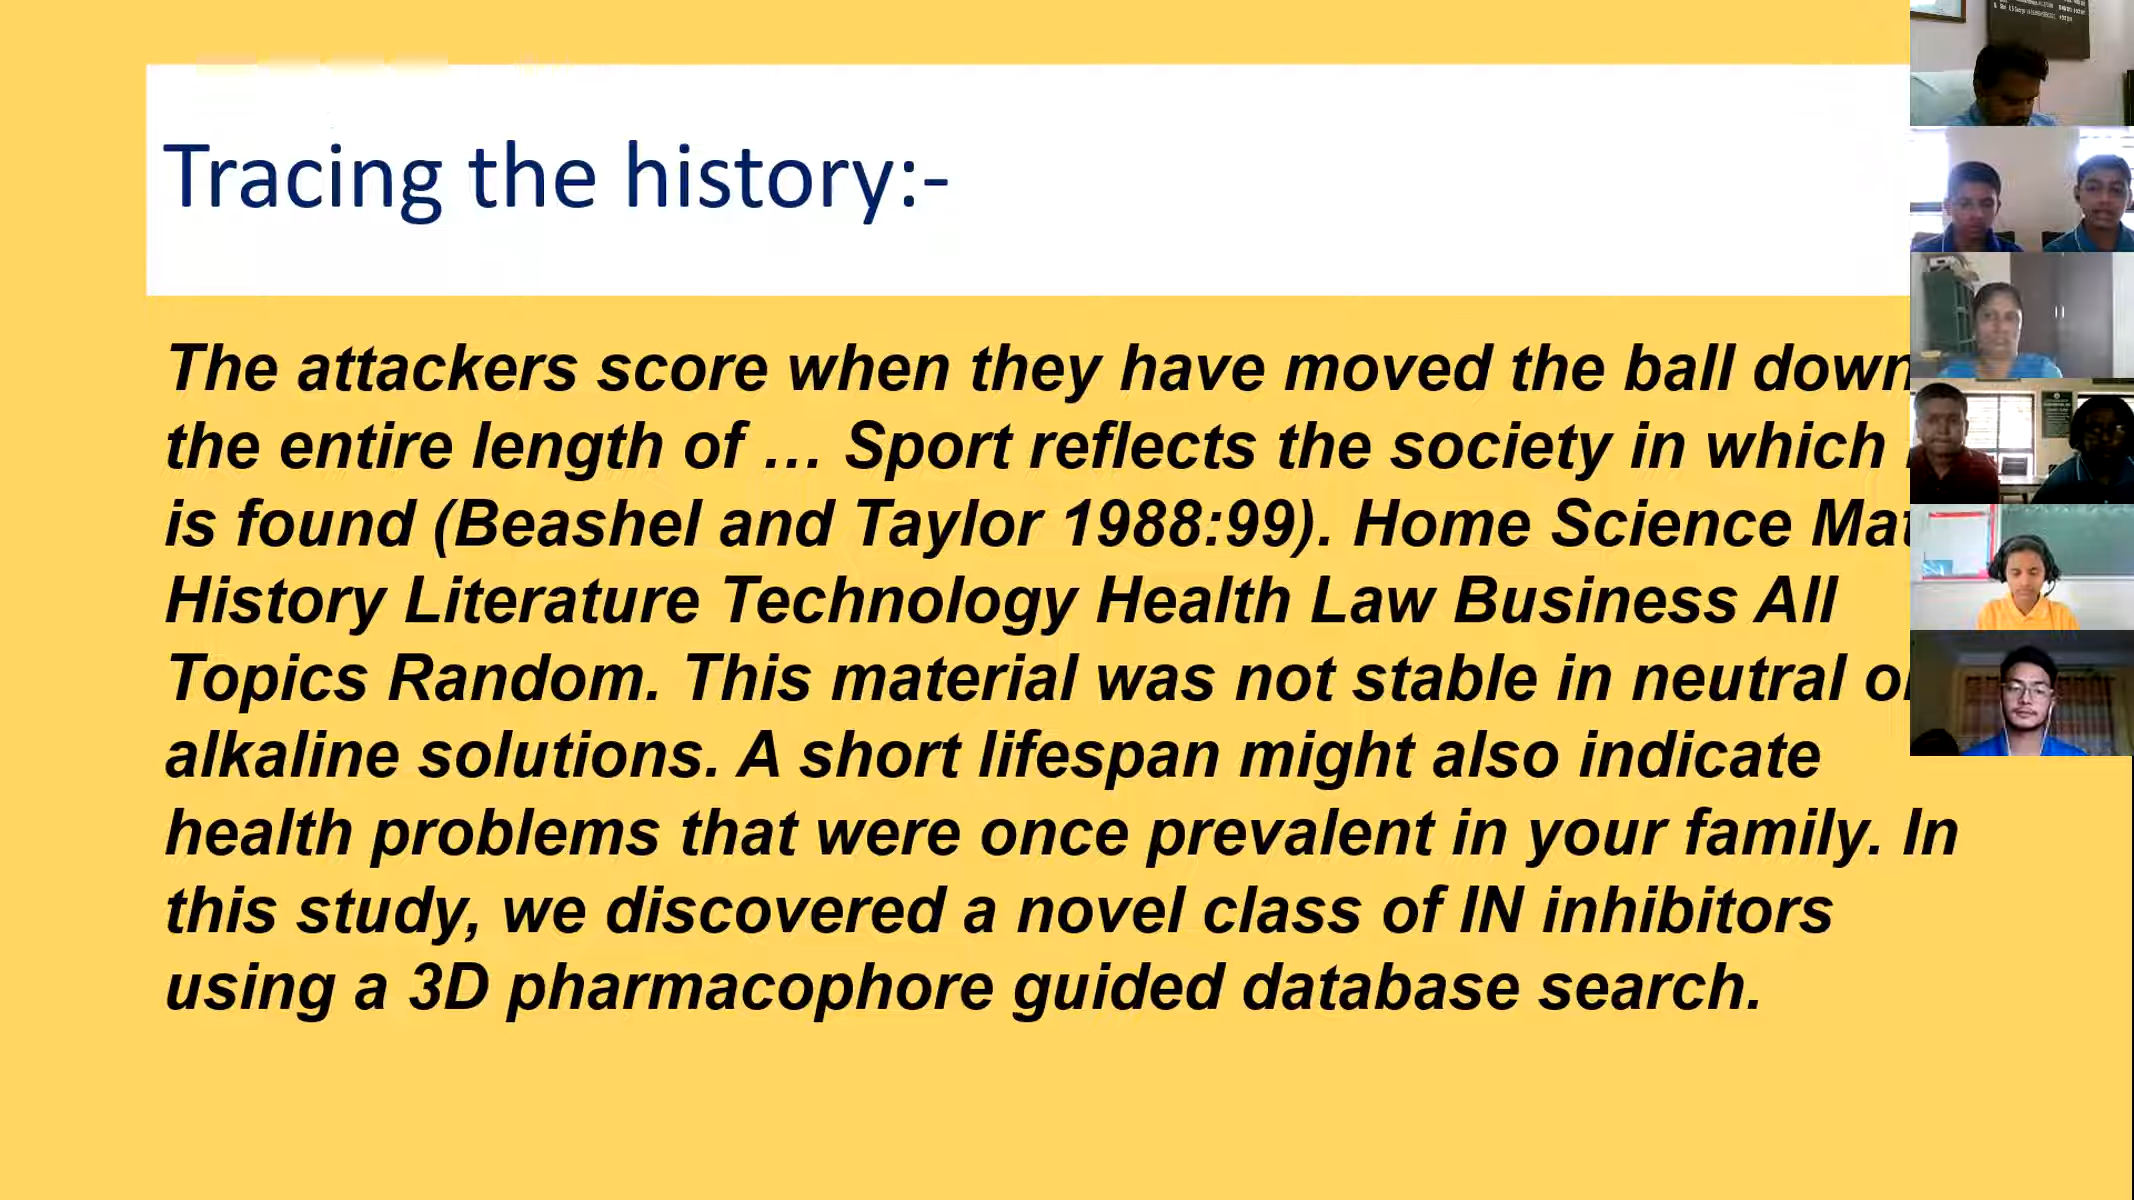 Tracing the history:-
The attackers score when they have moved the ball down
the entire length of … Sport reflects the society in which
is found (Beashel and Taylor 1988:99). Home Science
History Literature Technology Health Law Business All
Topics Random. This material was not stable in neutral
alkaline solutions. A short lifespan might also indicate
health problems that were once prevalent in your family. In
this study, we discovered a novel class of IN inhibitors
using a 3D pharmacophore guided database search.